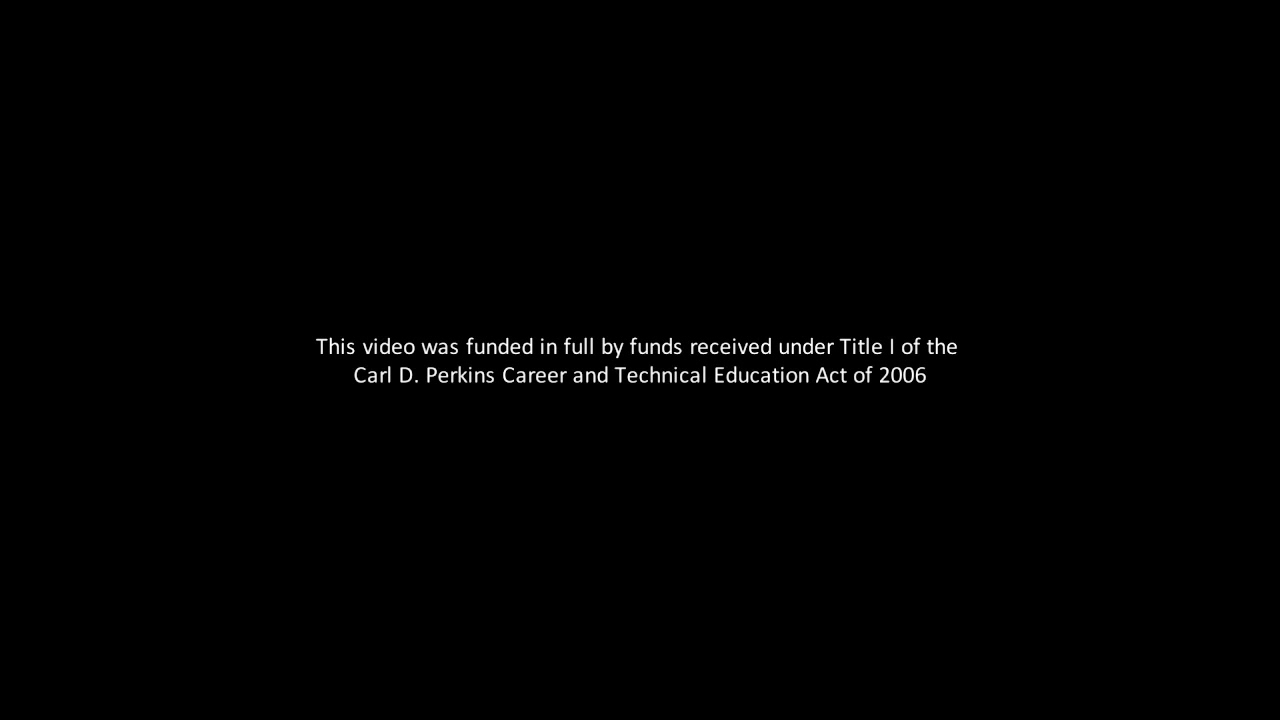 This video was funded in full by funds received under Title I of the
Carl D. Perkins Career and Technical Education Act of 2006